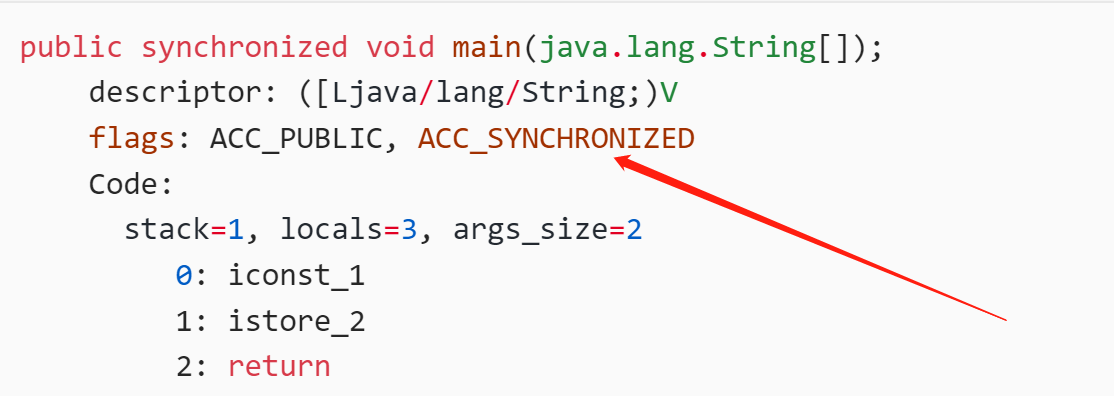 public synchronized void main(java.lang.String[]);
descriptor: ([Ljava/lang/String;)V
flags: ACC_PUBLIC, ACC_SYNCHRONIZED
Code:
stack=1, locals=3, args_size=2
0: iconst_1
1: istore_2
2: return